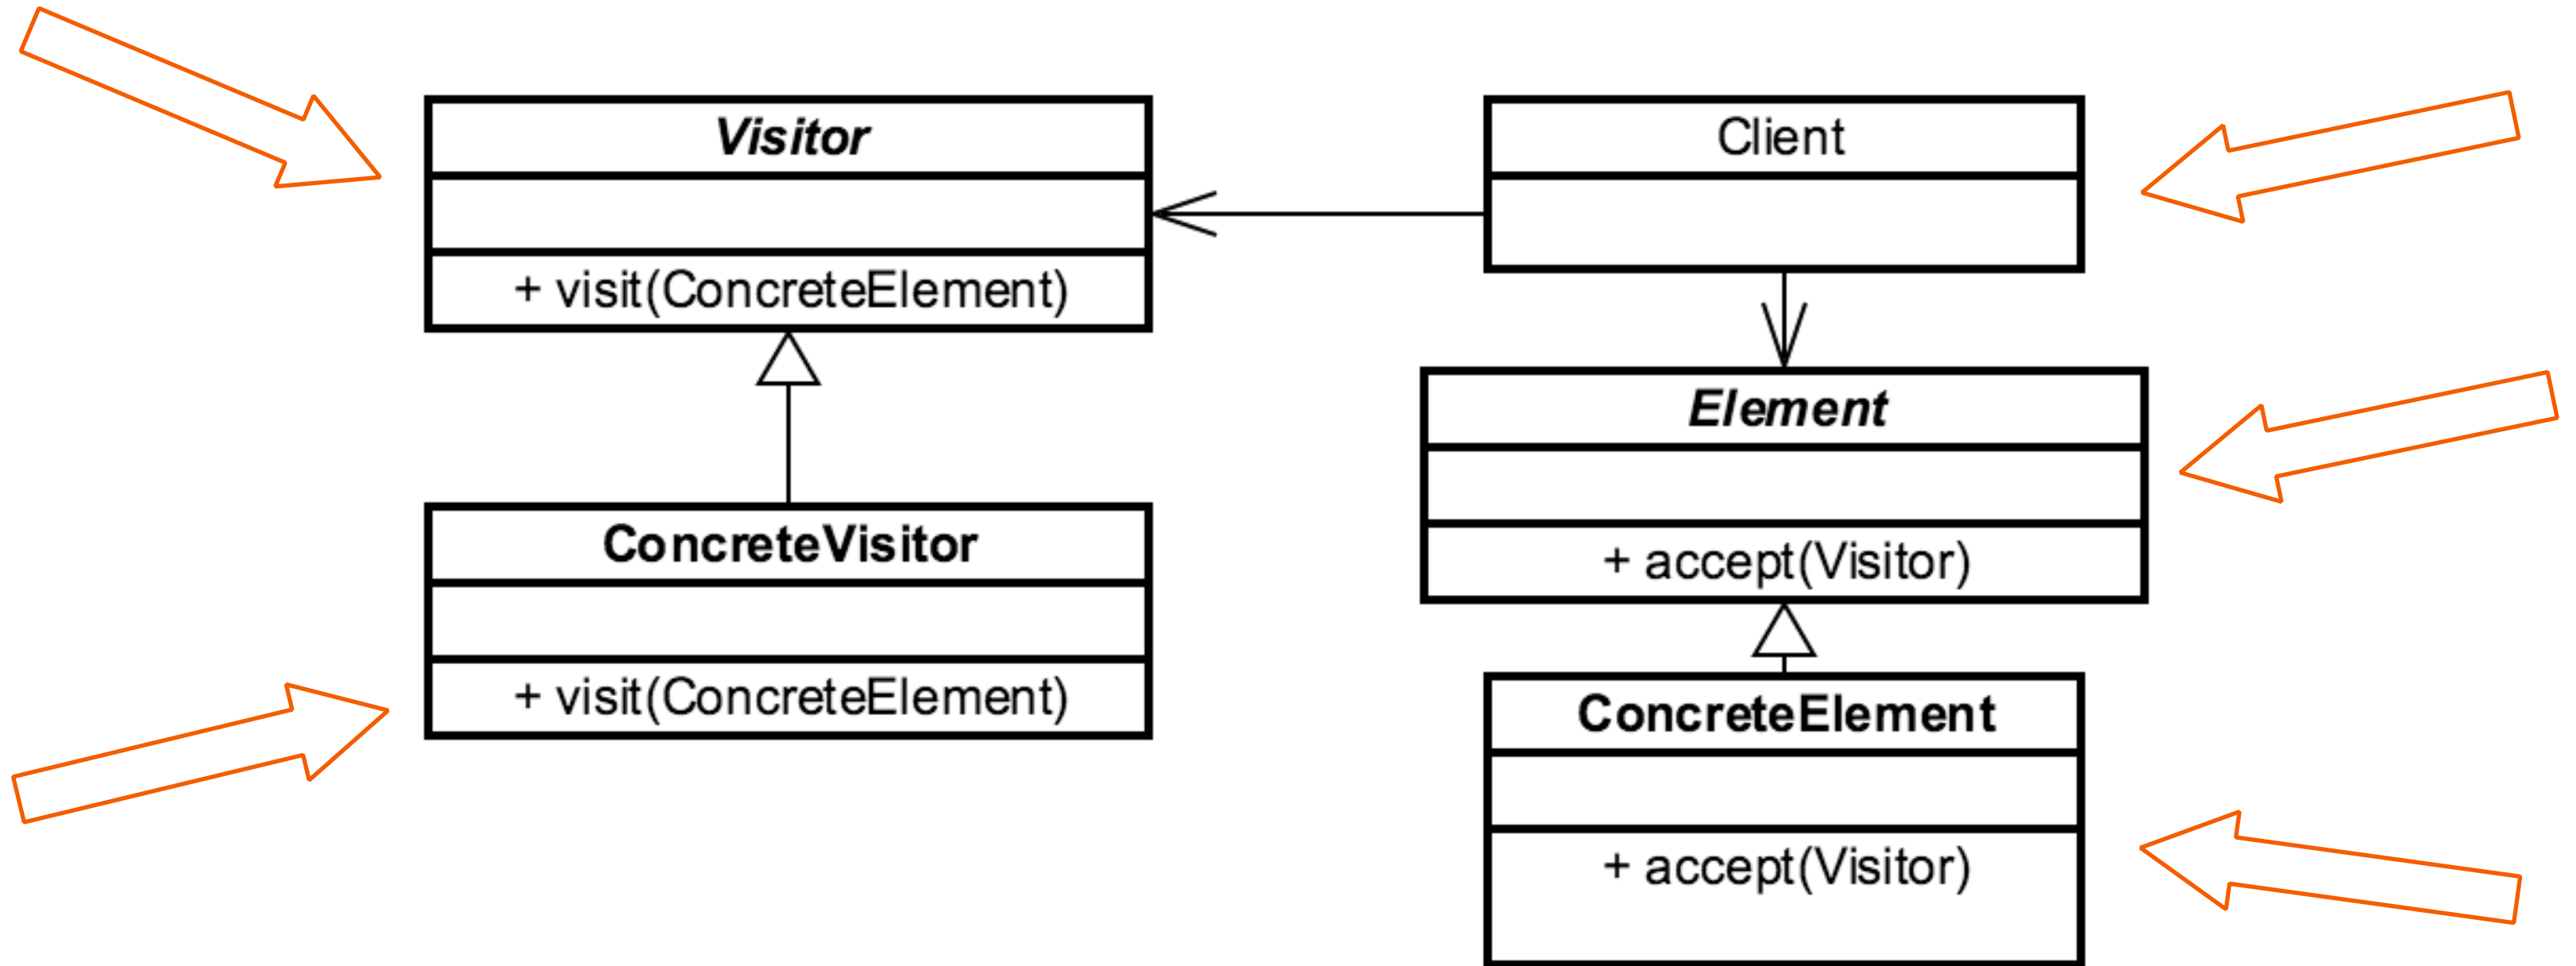 Visitor
+ visit(ConcreteElement)
Client
Element
+ accept(Visitor)
ConcreteVisitor
+ visit(ConcreteElement)
ConcreteElement
+ accept(Visitor)